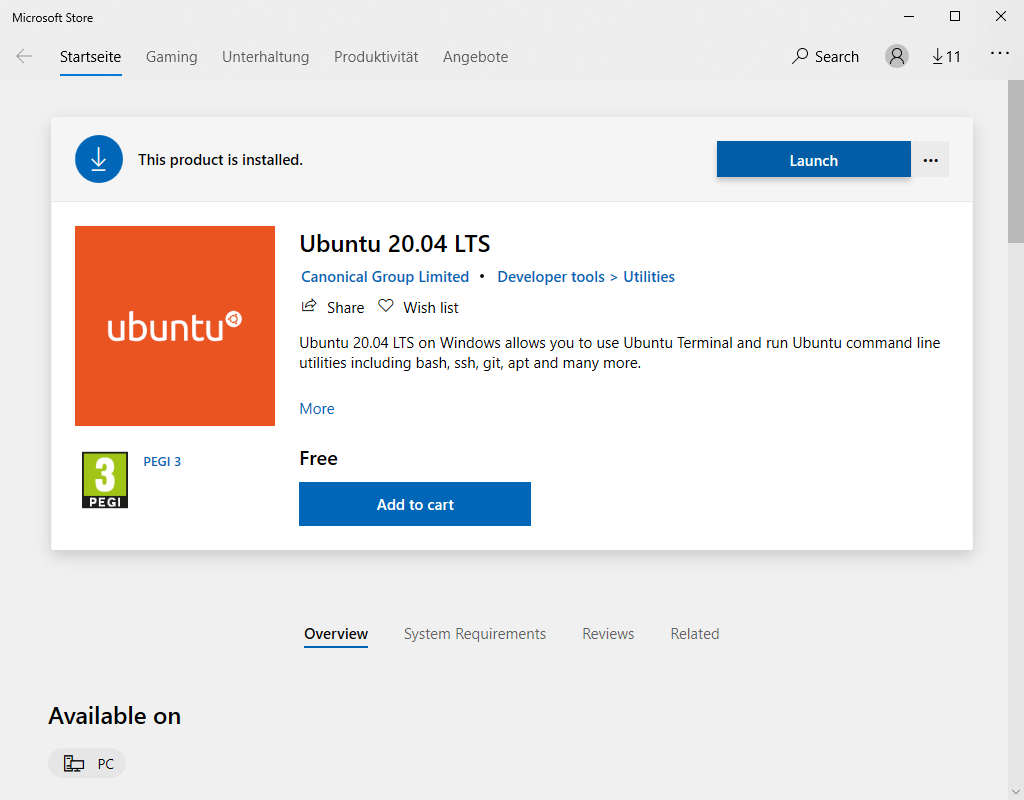 Microsoft Store
Startseite Gaming Unterhaltung Produktivität Angebote Search 11
This product is installed. Launch
ubuntu
Ubuntu 20.04 LTS
Canonical Group Limited • Developer tools > Utilities
Share Wish list
Ubuntu 20.04 LTS on Windows allows you to use Ubuntu Terminal and run Ubuntu command line
utilities including bash, ssh, git, apt and many more.
More
3
PEGI
PEGI 3
Free
Add to cart
Overview System Requirements Reviews Related
Available on
PC